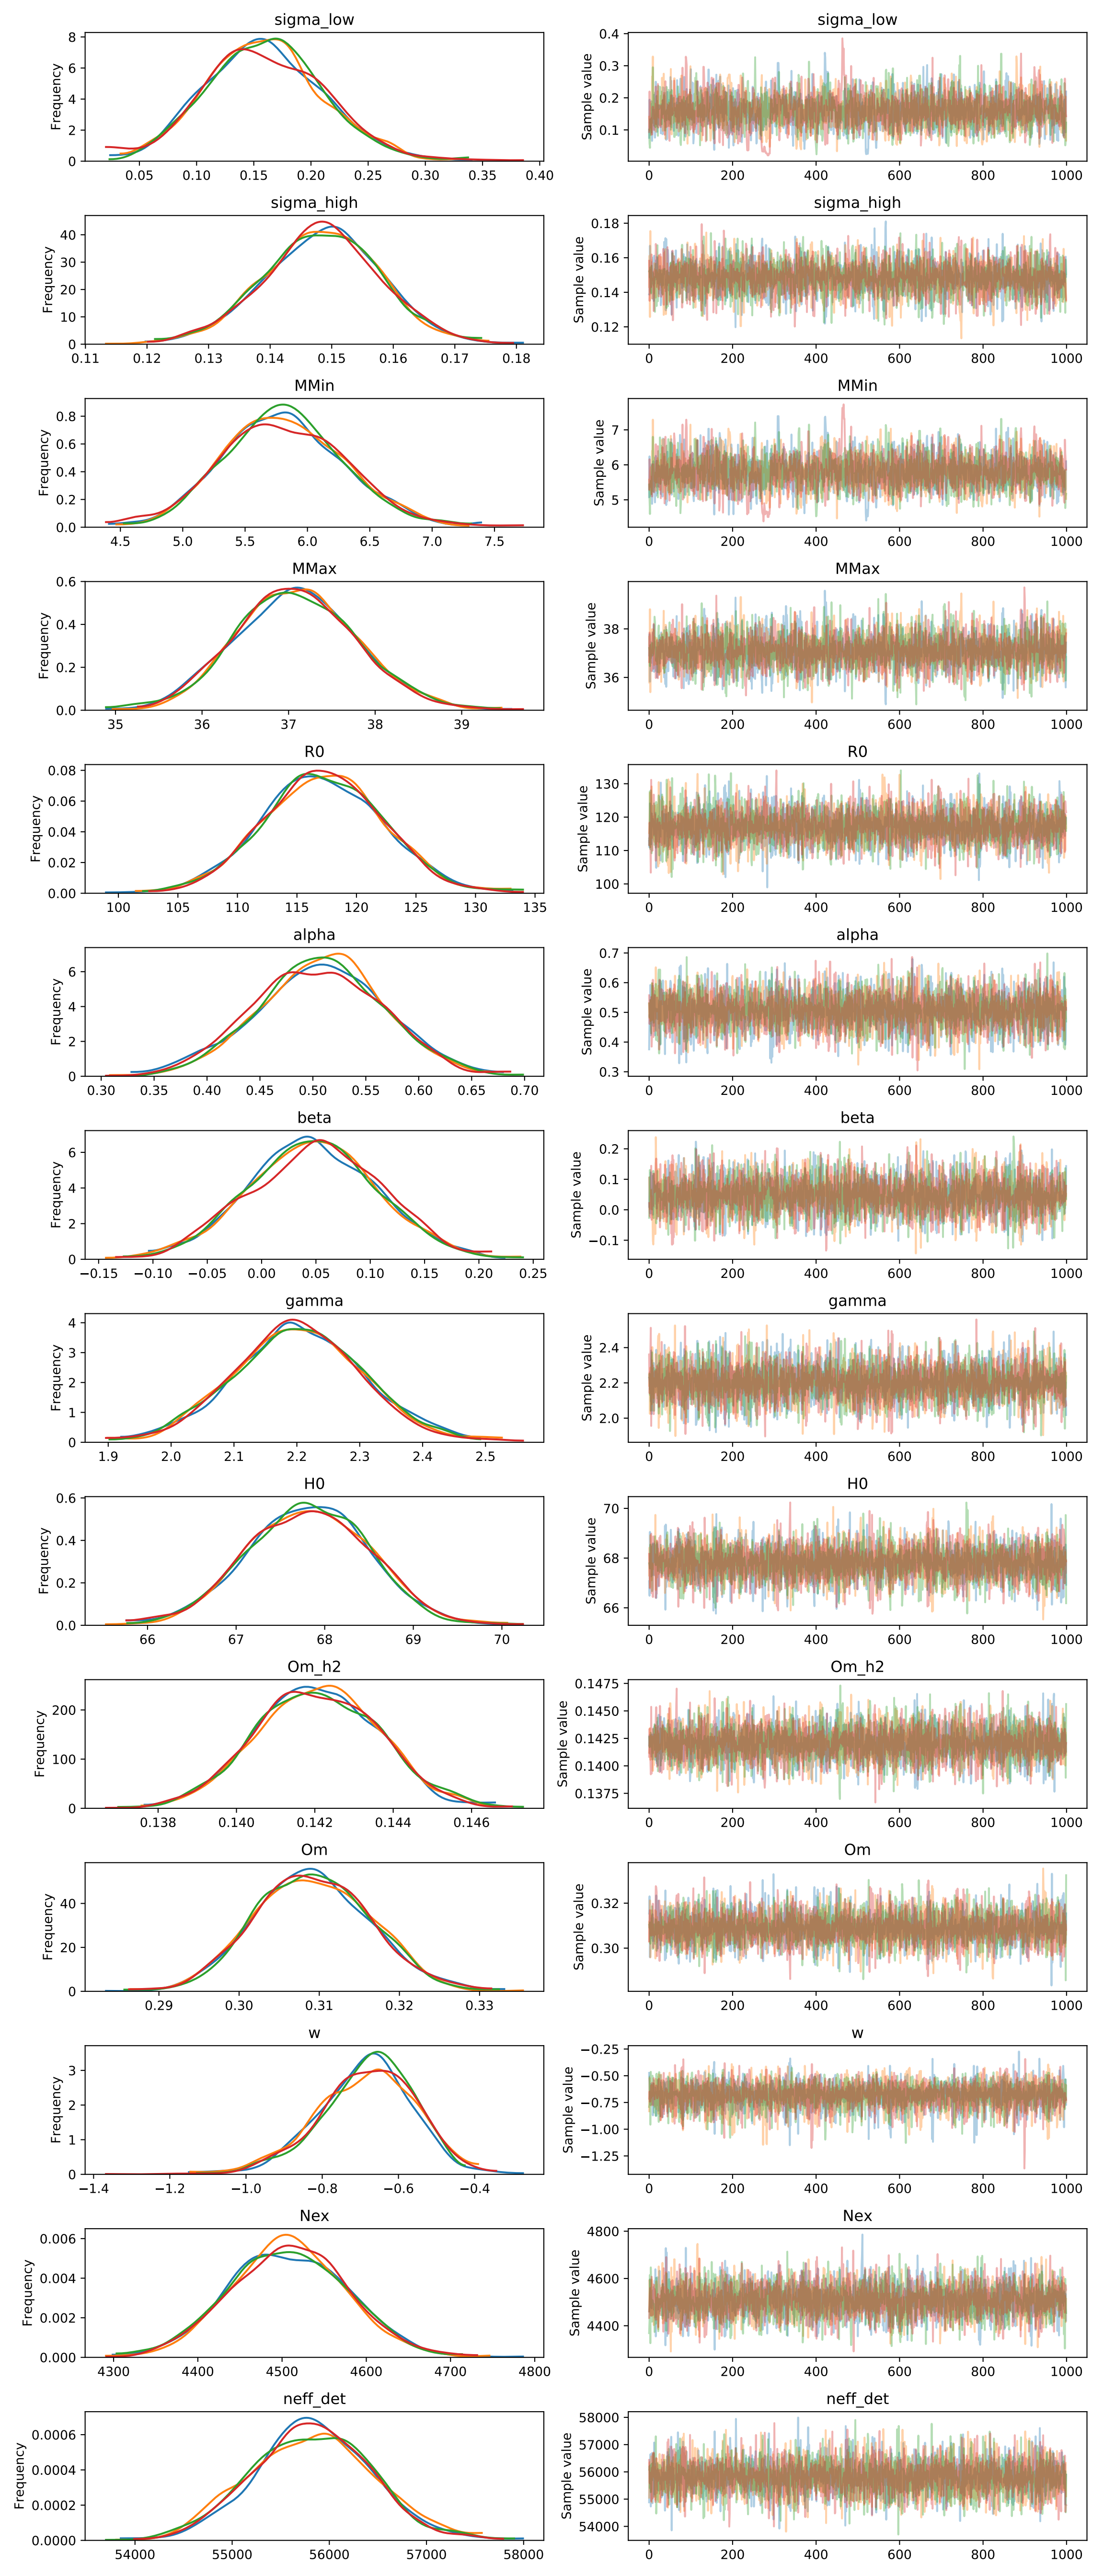 sigma_low sigma_low
Frequency
8
6
4
2
0
0.05 0.10 0.15 0.20 0.25 0.30 0.35 0.40
Sample value
0.4
0.3
0.2
0.1
0 200 400 600 800 1000
sigma_high sigma_high
Frequency
40
30
20
10
0
0.11 0.12 0.13 0.14 0.15 0.16 0.17 0.18
Sample value
0.18
0.16
0.14
0.12
0 200 400 600 800 1000
MMin MMin
Frequency
0.8
0.6
0.4
0.2
0.0
4.5 5.0 5.5 6.0 6.5 7.0 7.5
Sample value
7
6
5
0 200 400 600 800 1000
MMax MMax
Frequency
0.6
0.4
0.2
0.0
35 36 37 38 39
Sample value
38
36
0 200 400 600 800 1000
R0 R0
Frequency
0.08
0.06
0.04
0.02
0.00
100 105 110 115 120 125 130 135
Sample value
130
120
110
100
0 200 400 600 800 1000
alpha alpha
Frequency
6
4
2
0
0.30 0.35 0.40 0.45 0.50 0.55 0.60 0.65 0.70
Sample value
0.7
0.6
0.5
0.4
0.3
0 200 400 600 800 1000
beta beta
Frequency
6
4
2
0
−0.15 −0.10 −0.05 0.00 0.05 0.10 0.15 0.20 0.25
Sample value
0.2
0.1
0.0
−0.1
0 200 400 600 800 1000
gamma gamma
Frequency
4
3
2
1
0
1.9 2.0 2.1 2.2 2.3 2.4 2.5
Sample value
2.4
2.2
2.0
0 200 400 600 800 1000
H0 H0
Frequency
0.6
0.4
0.2
0.0
66 67 68 69 70
Sample value
70
68
66
0 200 400 600 800 1000
Om_h2 Om_h2
Frequency
200
100
0
0.138 0.140 0.142 0.144 0.146
Sample value
0.1475
0.1450
0.1425
0.1400
0.1375
0 200 400 600 800 1000
Om Om
Frequency
40
20
0
0.29 0.30 0.31 0.32 0.33
Sample value
0.32
0.30
0 200 400 600 800 1000
w w
Frequency
3
2
1
0
−1.4 −1.2 −1.0 −0.8 −0.6 −0.4
Sample value
−0.25
−0.50
−0.75
−1.00
−1.25
0 200 400 600 800 1000
Nex Nex
Frequency
0.006
0.004
0.002
0.000
4300 4400 4500 4600 4700 4800
Sample value
4800
4600
4400
0 200 400 600 800 1000
neff_det neff_det
Frequency
0.0006
0.0004
0.0002
0.0000
54000 55000 56000 57000 58000
Sample value
58000
57000
56000
55000
54000
0 200 400 600 800 1000